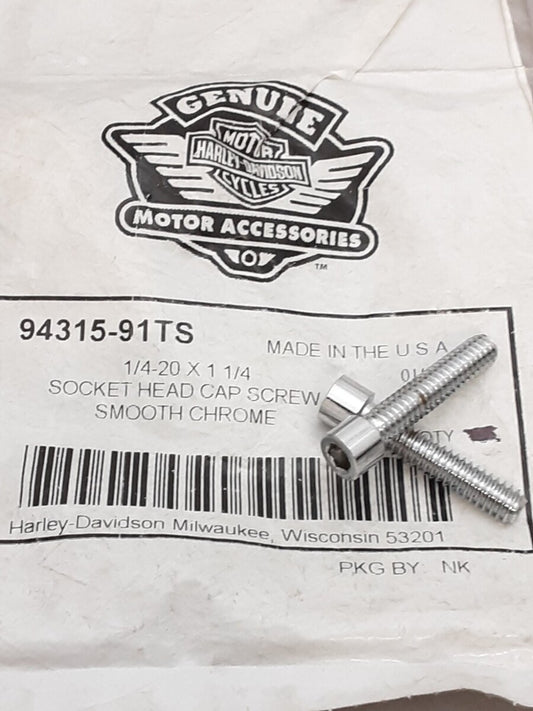 GENUINE
MOTOR
HARLEY-DAVIDSON
CYCLES
MOTOR ACCESSORIES
TM
94315-91TS
MADE IN THE U S A
1/4-20 X 1 1/4
SOCKET HEAD CAP SCREW
SMOOTH CHROME
QTY
Harley-Davidson Milwaukee, Wisconsin 53201
PKG BY: NK